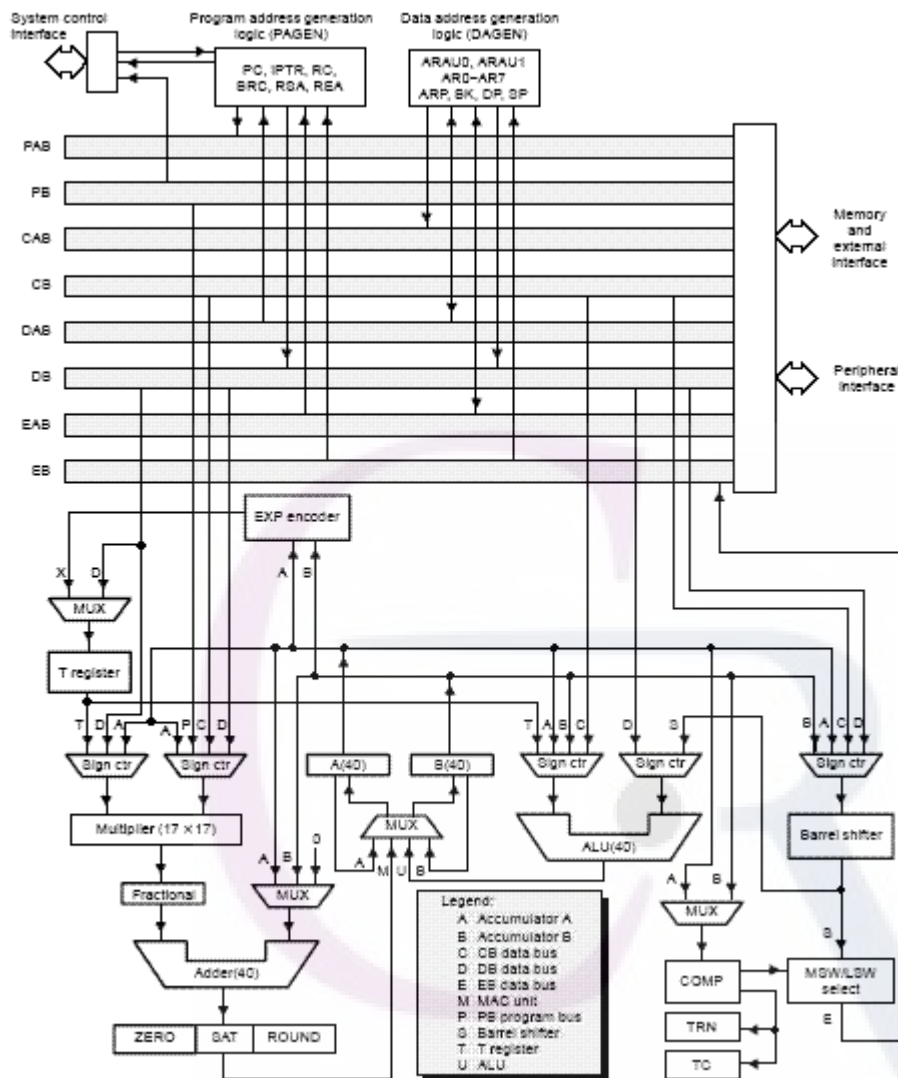 System control
Interface
Program address generation
logic (PAGEN)
Data address generation
logic (DAGEN)
PC, IPTR, RC,
BRC, RSA, REA
ARAU0, ARAU1
AR0–AR7
ARP, BK, DP, SP
PAB
PB
CAB
CB
DAB
DB
EAB
EB
Memory
and
external
Interface
Peripheral
Interface
EXP encoder
X D
A B
MUX
T register
T D A
A P C D
T A B C
D S
B A C D
Sign ctr
Sign ctr
A(40)
B(40)
Sign ctr
Sign ctr
Sign ctr
Multiplier (17 × 17)
MUX
ALU(40)
Barrel shifter
A B 0
A M U B
A B
Fractional
MUX
MUX
S
Adder(40)
COMP
MSW/LSW
select
E
ZERO SAT ROUND
TRN
TC
Legend:
A Accumulator A
B Accumulator B
C CB data bus
D DB data bus
E EB data bus
M MAC unit
P PB program bus
S Barrel shifter
T T register
U ALU